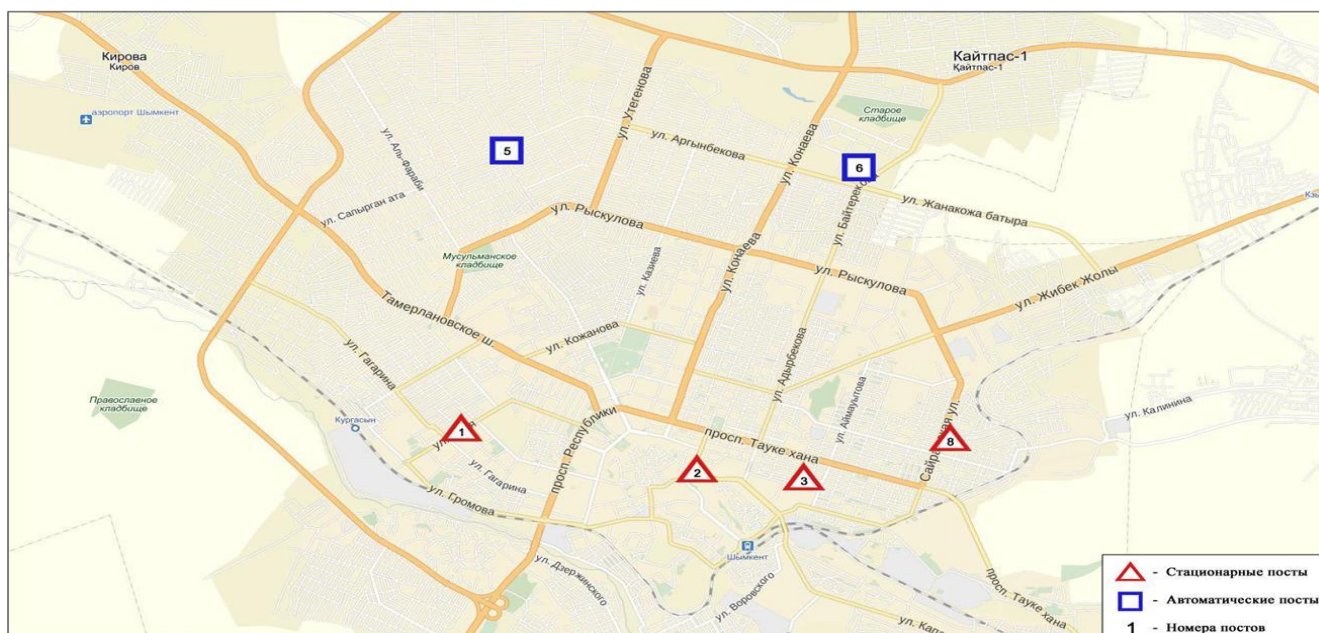 Кирова
Киров
аэропорт Шымкент
Кайтпас-1
Қайтпас-1
Старое
кладбище
ул. Утегенова
ул. Конаева
ул. Аль-Фараби
5
ул. Аргынбекова
6
ул. Жанакожа батыра
ул. Сапырган ата
ул. Рыскулова
Мусульманское
кладбище
ул. Казиева
ул. Конаева
ул. Рыскулова
ул. Жибек Жолы
Тамерлановское ш.
ул. Кожанова
ул. Гагарина
ул. Адырбекова
ул. Аймауытова
Православное
кладбище
Кургасын
1
ул. Гагарина
просп. Республики
просп. Тауке хана
2
3
8
ул. Калинина
ул. Громова
Шымкент
ул. Дзержинского
ул. Воровского
просп. Тауке хана
- Стационарные посты
- Автоматические посты
1 - Номера постов